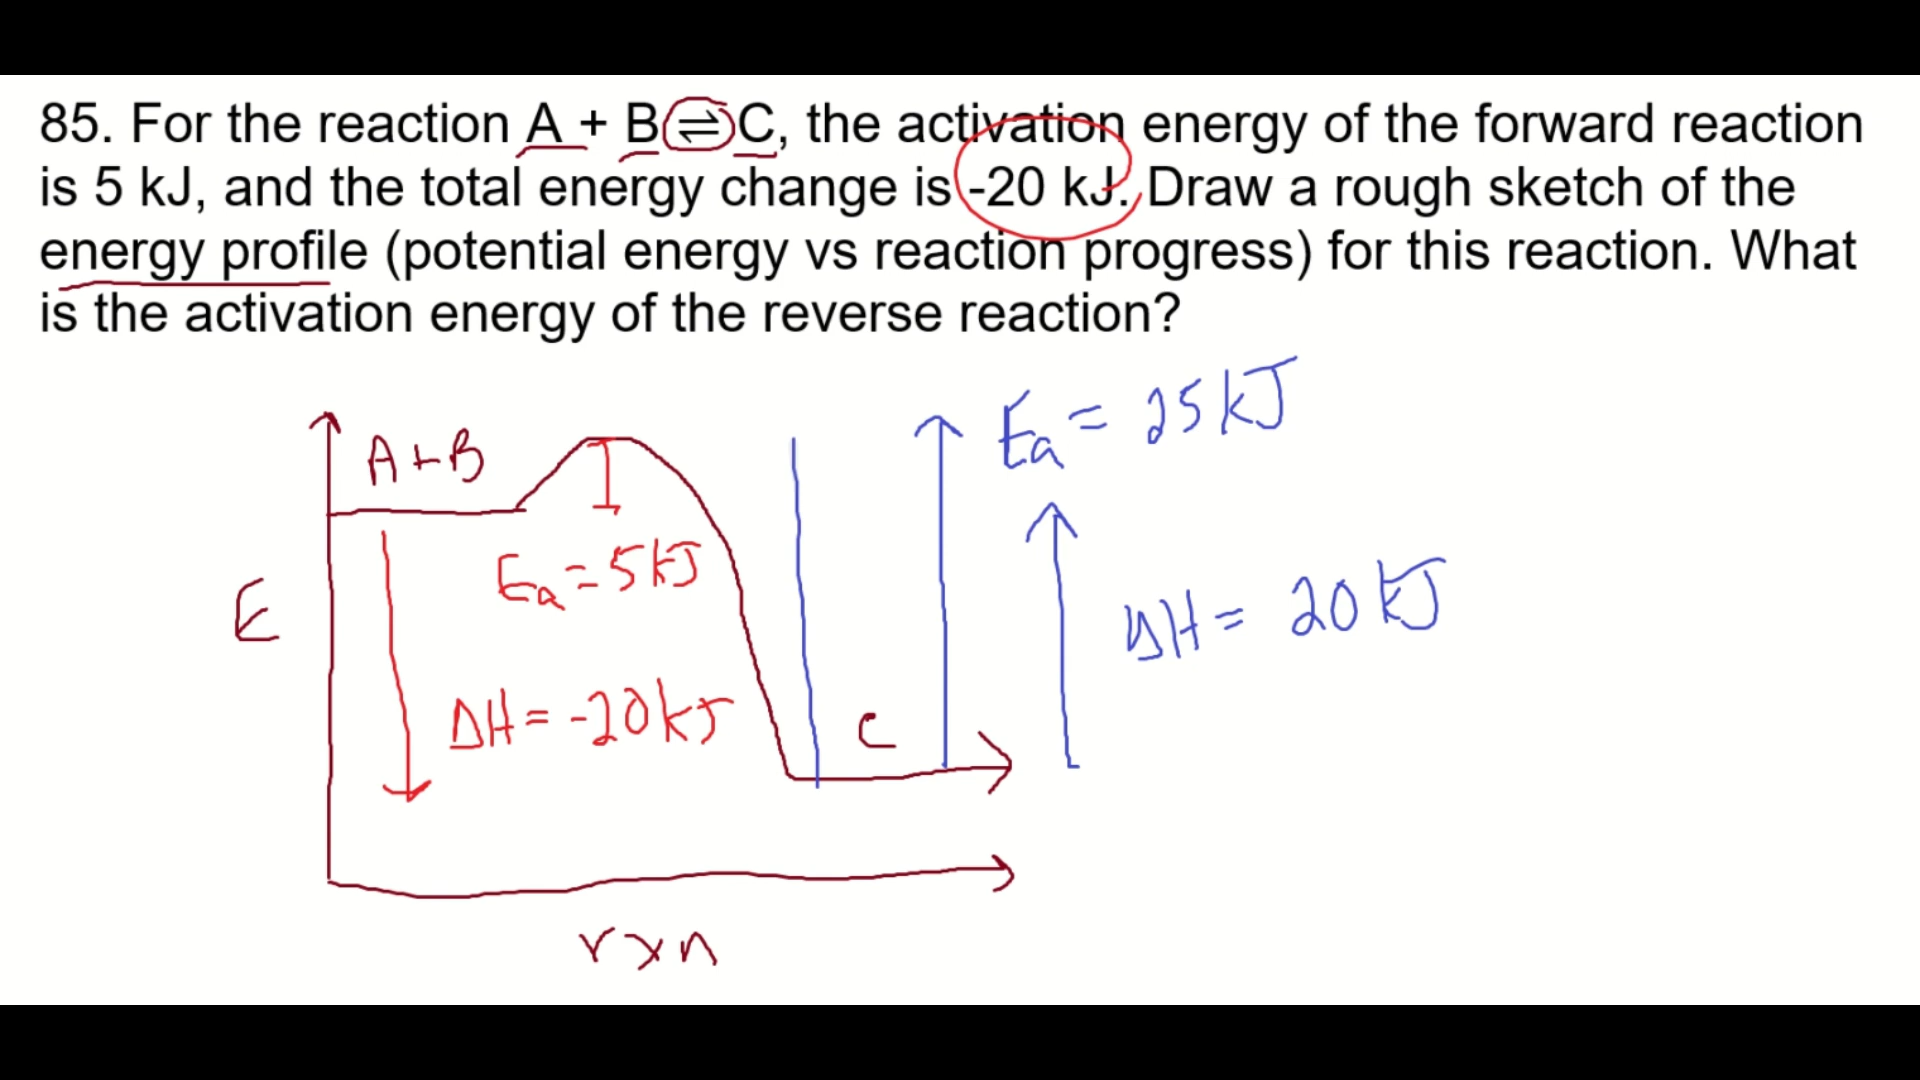 85. For the reaction A + B ⇌ C, the activation energy of the forward reaction
is 5 kJ, and the total energy change is -20 kJ. Draw a rough sketch of the
energy profile (potential energy vs reaction progress) for this reaction. What
is the activation energy of the reverse reaction?
Ea = 25 kJ
A+B
Ea = 5 kJ
E
ΔH = 20 kJ
ΔH = -20 kJ
C
rxn